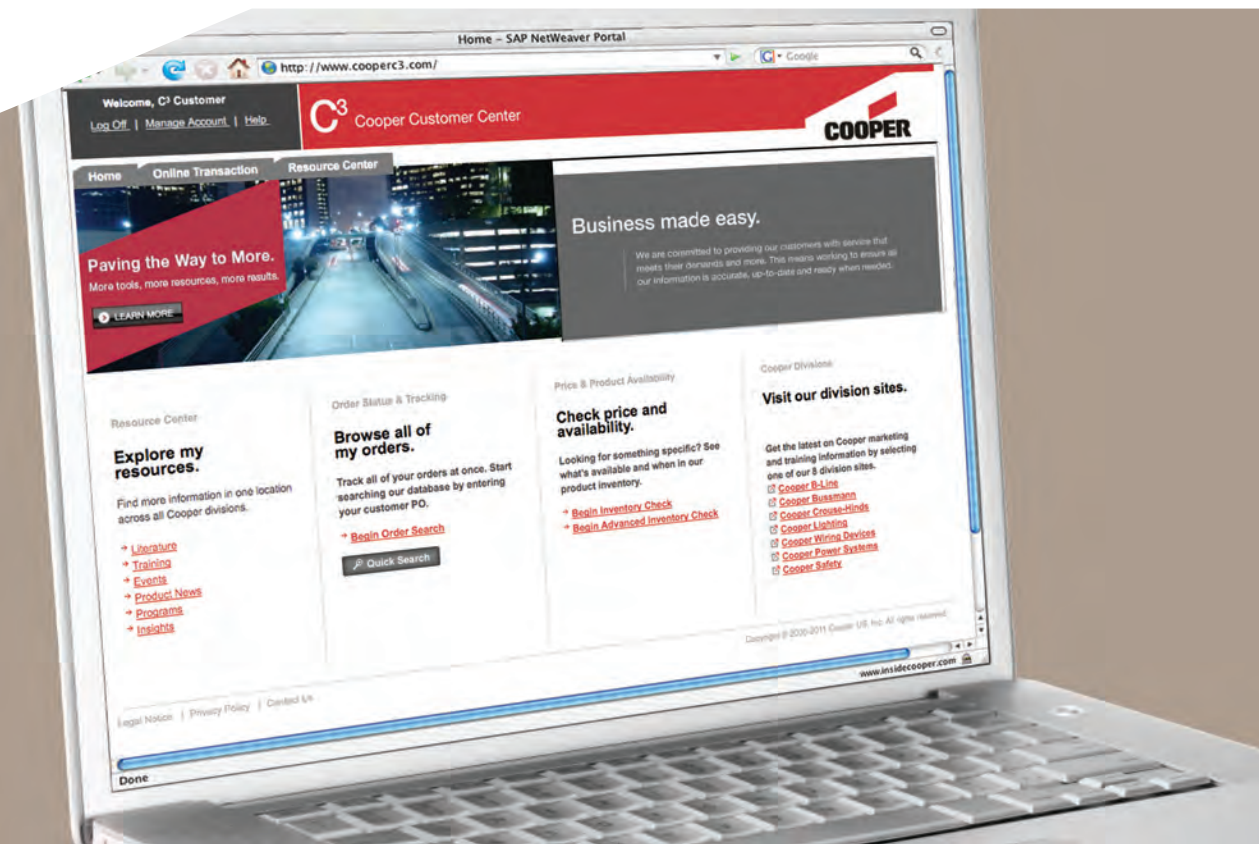 Home – SAP NetWeaver Portal
http://www.cooperc3.com/
Google
Welcome, C³ Customer
Log Off | Manage Account | Help
C³ Cooper Customer Center
COOPER
Home
Online Transaction
Resource Center
Paving the Way to More.
More tools, more resources, more results.
LEARN MORE
Business made easy.
We are committed to providing our customers with service that
meets their demands and more. This means working to ensure all
our information is accurate, up-to-date and ready when needed.
Resource Center
Explore my
resources.
Find more information in one location
across all Cooper divisions.
Literature
Training
Events
Product News
Programs
Insights
Order Status & Tracking
Browse all of
my orders.
Track all of your orders at once. Start
searching our database by entering
your customer PO.
Begin Order Search
Quick Search
Price & Product Availability
Check price and
availability.
Looking for something specific? See
what's available and when in our
product inventory.
Begin Inventory Check
Begin Advanced Inventory Check
Cooper Divisions
Visit our division sites.
Get the latest on Cooper marketing
and training information by selecting
one of our 8 division sites.
Cooper B-Line
Cooper Bussmann
Cooper Crouse-Hinds
Cooper Lighting
Cooper Wiring Devices
Cooper Power Systems
Cooper Safety
Copyright © 2000-2011 Cooper US, Inc. All rights reserved.
www.insidecooper.com
Legal Notice | Privacy Policy | Contact Us
Done